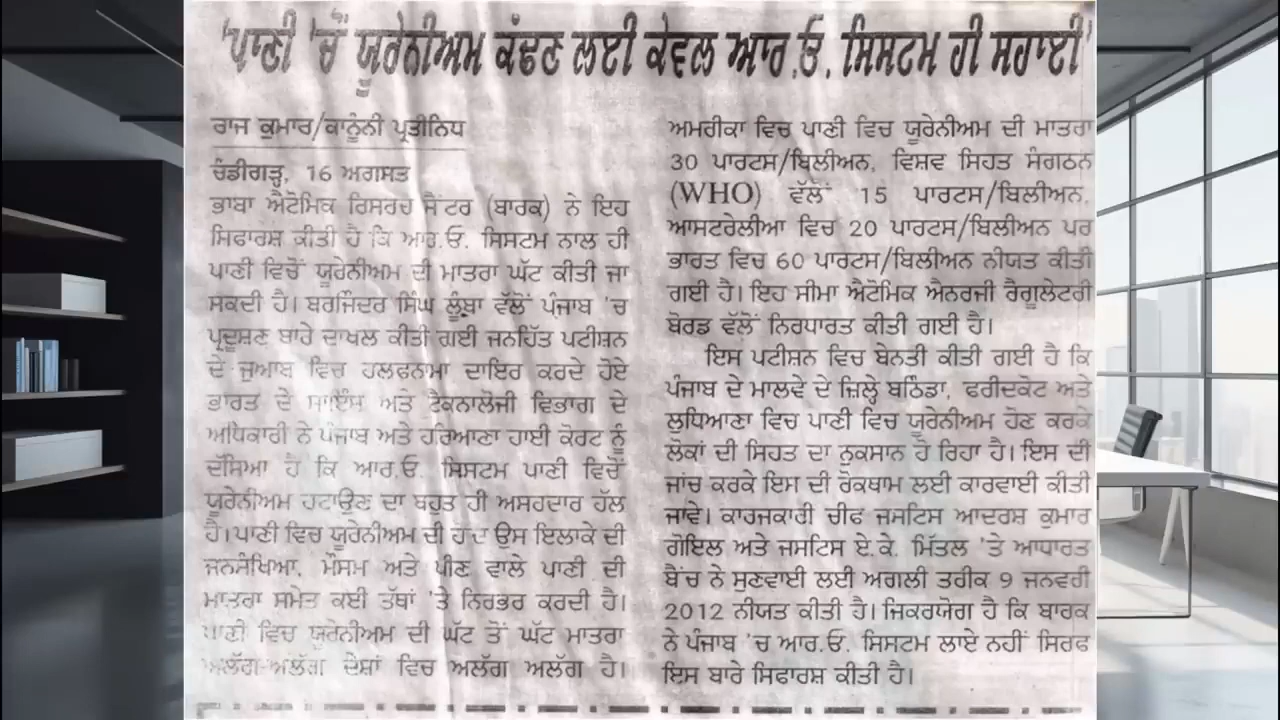 'ਪਾਣੀ 'ਚੋਂ ਯੂਰੇਨੀਅਮ ਕੱਢਣ ਲਈ ਕੇਵਲ ਆਰ.ਓ. ਸਿਸਟਮ ਹੀ ਸਹਾਈ'
ਰਾਜ ਕੁਮਾਰ/ਕਾਨੂੰਨੀ ਪ੍ਰਤੀਨਿਧ
ਚੰਡੀਗੜ੍ਹ, 16 ਅਗਸਤ
ਭਾਬਾ ਐਟੋਮਿਕ ਰਿਸਰਚ ਸੈਂਟਰ (ਬਾਰਕ) ਨੇ ਇਹ
ਸਿਫਾਰਸ਼ ਕੀਤੀ ਹੈ ਕਿ ਆਰ.ਓ. ਸਿਸਟਮ ਨਾਲ ਹੀ
ਪਾਣੀ ਵਿਚੋਂ ਯੂਰੇਨੀਅਮ ਦੀ ਮਾਤਰਾ ਘੱਟ ਕੀਤੀ ਜਾ
ਸਕਦੀ ਹੈ। ਬਰਜਿੰਦਰ ਸਿੰਘ ਲੂੰਬਾ ਵੱਲੋਂ ਪੰਜਾਬ 'ਚ
ਪ੍ਰਦੂਸ਼ਣ ਬਾਰੇ ਦਾਖਲ ਕੀਤੀ ਗਈ ਜਨਹਿੱਤ ਪਟੀਸ਼ਨ
ਦੇ ਜੁਆਬ ਵਿਚ ਹਲਫਨਾਮਾ ਦਾਇਰ ਕਰਦੇ ਹੋਏ
ਭਾਰਤ ਦੇ ਸਾਇੰਸ ਅਤੇ ਟੈਕਨਾਲੋਜੀ ਵਿਭਾਗ ਦੇ
ਅਧਿਕਾਰੀ ਨੇ ਪੰਜਾਬ ਅਤੇ ਹਰਿਆਣਾ ਹਾਈ ਕੋਰਟ ਨੂੰ
ਦੱਸਿਆ ਹੈ ਕਿ ਆਰ.ਓ. ਸਿਸਟਮ ਪਾਣੀ ਵਿਚੋਂ
ਯੂਰੇਨੀਅਮ ਹਟਾਉਣ ਦਾ ਬਹੁਤ ਹੀ ਅਸਹਦਾਰ ਹੱਲ
ਹੈ। ਪਾਣੀ ਵਿਚ ਯੂਰੇਨੀਅਮ ਦੀ ਹੱਦ ਉਸ ਇਲਾਕੇ ਦੀ
ਜਨਸੰਖਿਆ, ਮੌਸਮ ਅਤੇ ਪੀਣ ਵਾਲੇ ਪਾਣੀ ਦੀ
ਮਾਤਰਾ ਸਮੇਤ ਕਈ ਤੱਥਾਂ 'ਤੇ ਨਿਰਭਰ ਕਰਦੀ ਹੈ।
ਪਾਣੀ ਵਿਚ ਯੂਰੇਨੀਅਮ ਦੀ ਘੱਟ ਤੋਂ ਘੱਟ ਮਾਤਰਾ
ਅਲੱਗ-ਅਲੱਗ ਦੇਸ਼ਾਂ ਵਿਚ ਅਲੱਗ ਅਲੱਗ ਹੈ।
ਅਮਰੀਕਾ ਵਿਚ ਪਾਣੀ ਵਿਚ ਯੂਰੇਨੀਅਮ ਦੀ ਮਾਤਰਾ
30 ਪਾਰਟਸ/ਬਿਲੀਅਨ, ਵਿਸ਼ਵ ਸਿਹਤ ਸੰਗਠਨ
(WHO) ਵੱਲੋਂ 15 ਪਾਰਟਸ/ਬਿਲੀਅਨ,
ਆਸਟਰੇਲੀਆ ਵਿਚ 20 ਪਾਰਟਸ/ਬਿਲੀਅਨ ਪਰ
ਭਾਰਤ ਵਿਚ 60 ਪਾਰਟਸ/ਬਿਲੀਅਨ ਨੀਯਤ ਕੀਤੀ
ਗਈ ਹੈ। ਇਹ ਸੀਮਾ ਐਟੋਮਿਕ ਐਨਰਜੀ ਰੈਗੂਲੇਟਰੀ
ਬੋਰਡ ਵੱਲੋਂ ਨਿਰਧਾਰਤ ਕੀਤੀ ਗਈ ਹੈ।
ਇਸ ਪਟੀਸ਼ਨ ਵਿਚ ਬੇਨਤੀ ਕੀਤੀ ਗਈ ਹੈ ਕਿ
ਪੰਜਾਬ ਦੇ ਮਾਲਵੇ ਦੇ ਜ਼ਿਲ੍ਹੇ ਬਠਿੰਡਾ, ਫਰੀਦਕੋਟ ਅਤੇ
ਲੁਧਿਆਣਾ ਵਿਚ ਪਾਣੀ ਵਿਚ ਯੂਰੇਨੀਅਮ ਹੋਣ ਕਰਕੇ
ਲੋਕਾਂ ਦੀ ਸਿਹਤ ਦਾ ਨੁਕਸਾਨ ਹੋ ਰਿਹਾ ਹੈ। ਇਸ ਦੀ
ਜਾਂਚ ਕਰਕੇ ਇਸ ਦੀ ਰੋਕਥਾਮ ਲਈ ਕਾਰਵਾਈ ਕੀਤੀ
ਜਾਵੇ। ਕਾਰਜਕਾਰੀ ਚੀਫ ਜਸਟਿਸ ਆਦਰਸ਼ ਕੁਮਾਰ
ਗੋਇਲ ਅਤੇ ਜਸਟਿਸ ਏ.ਕੇ. ਮਿੱਤਲ 'ਤੇ ਆਧਾਰਤ
ਬੈਂਚ ਨੇ ਸੁਣਵਾਈ ਲਈ ਅਗਲੀ ਤਰੀਕ 9 ਜਨਵਰੀ
2012 ਨੀਯਤ ਕੀਤੀ ਹੈ। ਜਿਕਰਯੋਗ ਹੈ ਕਿ ਬਾਰਕ
ਨੇ ਪੰਜਾਬ 'ਚ ਆਰ.ਓ. ਸਿਸਟਮ ਲਾਏ ਨਹੀਂ ਸਿਰਫ
ਇਸ ਬਾਰੇ ਸਿਫਾਰਸ਼ ਕੀਤੀ ਹੈ।